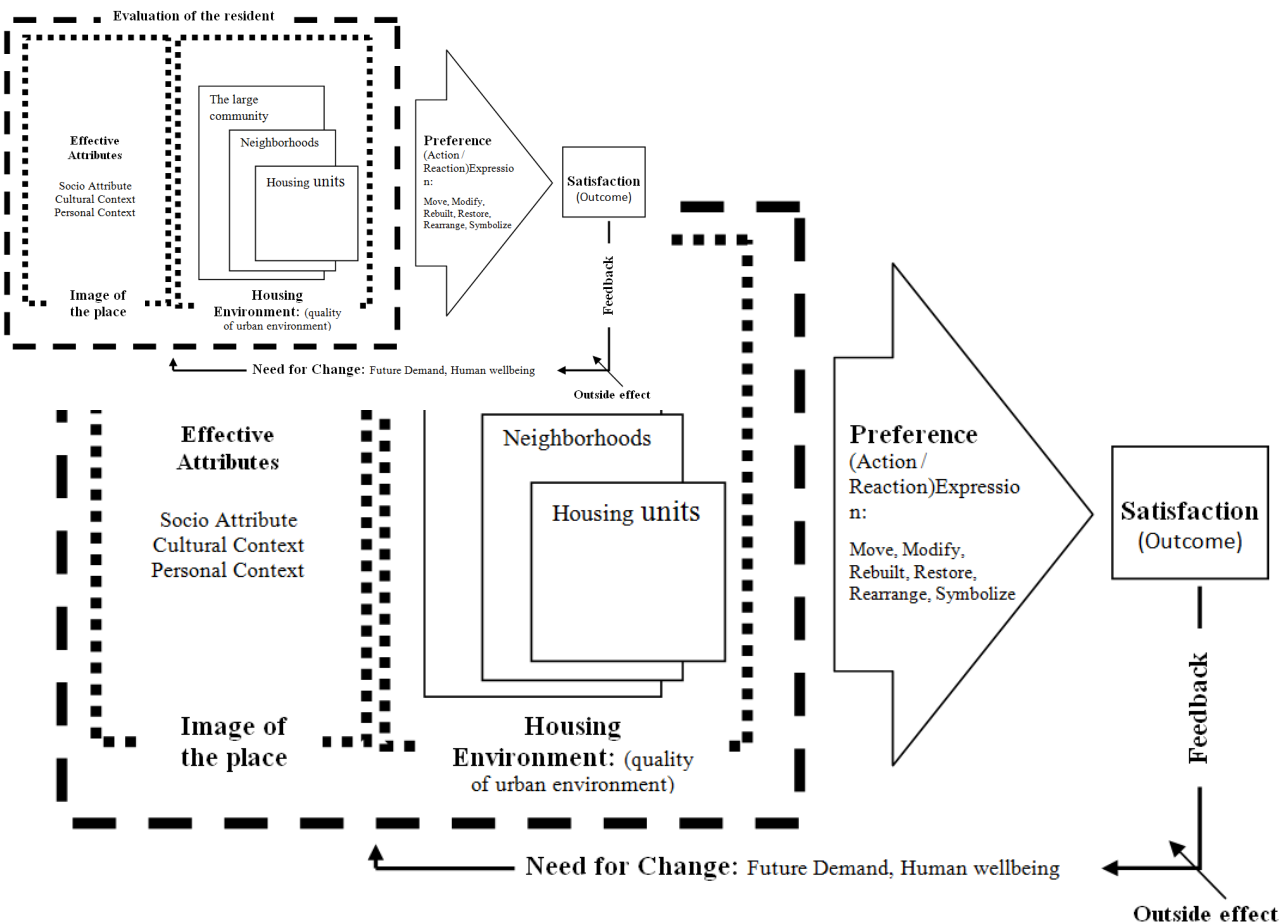 Evaluation of the resident
The large
community
Neighborhoods
Housing units
Effective
Attributes
Socio Attribute
Cultural Context
Personal Context
Image of
the place
Housing
Environment: (quality
of urban environment)
Preference
(Action /
Reaction)Expressio
n:
Move, Modify,
Rebuilt, Restore,
Rearrange, Symbolize
Satisfaction
(Outcome)
Feedback
Need for Change: Future Demand, Human wellbeing
Outside effect
Effective
Attributes
Socio Attribute
Cultural Context
Personal Context
Image of
the place
Neighborhoods
Housing units
Housing
Environment: (quality
of urban environment)
Preference
(Action /
Reaction)Expressio
n:
Move, Modify,
Rebuilt, Restore,
Rearrange, Symbolize
Satisfaction
(Outcome)
Feedback
Need for Change: Future Demand, Human wellbeing
Outside effect